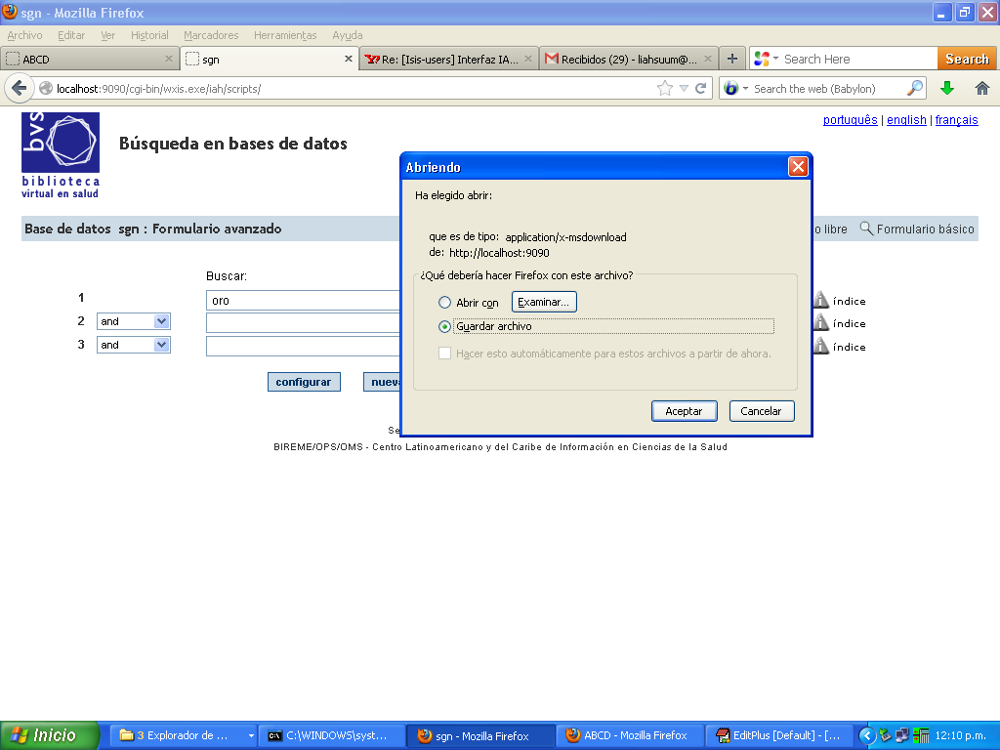 sgn - Mozilla Firefox
Archivo Editar Ver Historial Marcadores Herramientas Ayuda
ABCD sgn Re: [Isis-users] Interfaz IA... Recibidos (29) - liahsuum@... Search Here Search
localhost:9090/cgi-bin/wxis.exe/iah/scripts/ Search the web (Babylon)
português | english | français
bvs
biblioteca
virtual en salud
Búsqueda en bases de datos
Base de datos sgn : Formulario avanzado o libre Formulario básico
Abriendo
Ha elegido abrir:
que es de tipo: application/x-msdownload
de: http://localhost:9090
¿Qué debería hacer Firefox con este archivo?
Abrir con Examinar...
Guardar archivo
Hacer esto automáticamente para estos archivos a partir de ahora.
Aceptar Cancelar
Buscar:
1 oro índice
2 and índice
3 and índice
configurar nueva
Se
BIREME/OPS/OMS - Centro Latinoamericano y del Caribe de Información en Ciencias de la Salud
Inicio 3 Explorador de ... C:\WINDOWS\syst... sgn - Mozilla Firefox ABCD - Mozilla Firefox EditPlus [Default] - [... 12:10 p.m.